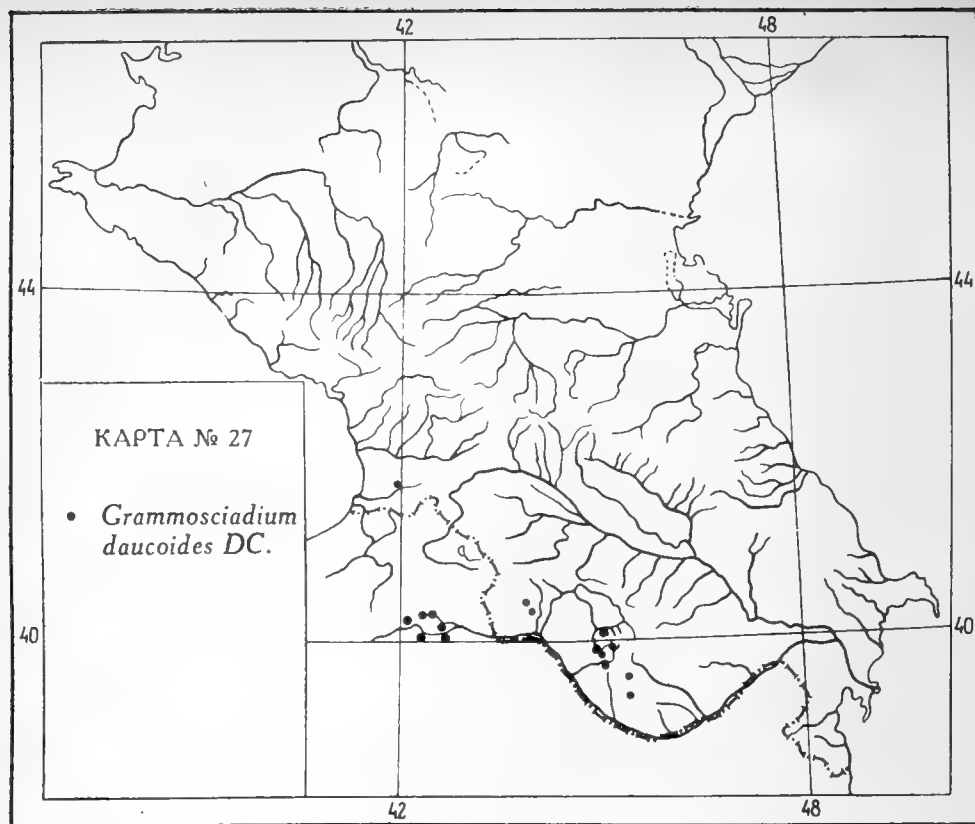 42 48
44 44
КАРТА № 27
Grammosciadium
daucoides DC.
40 40
42 48